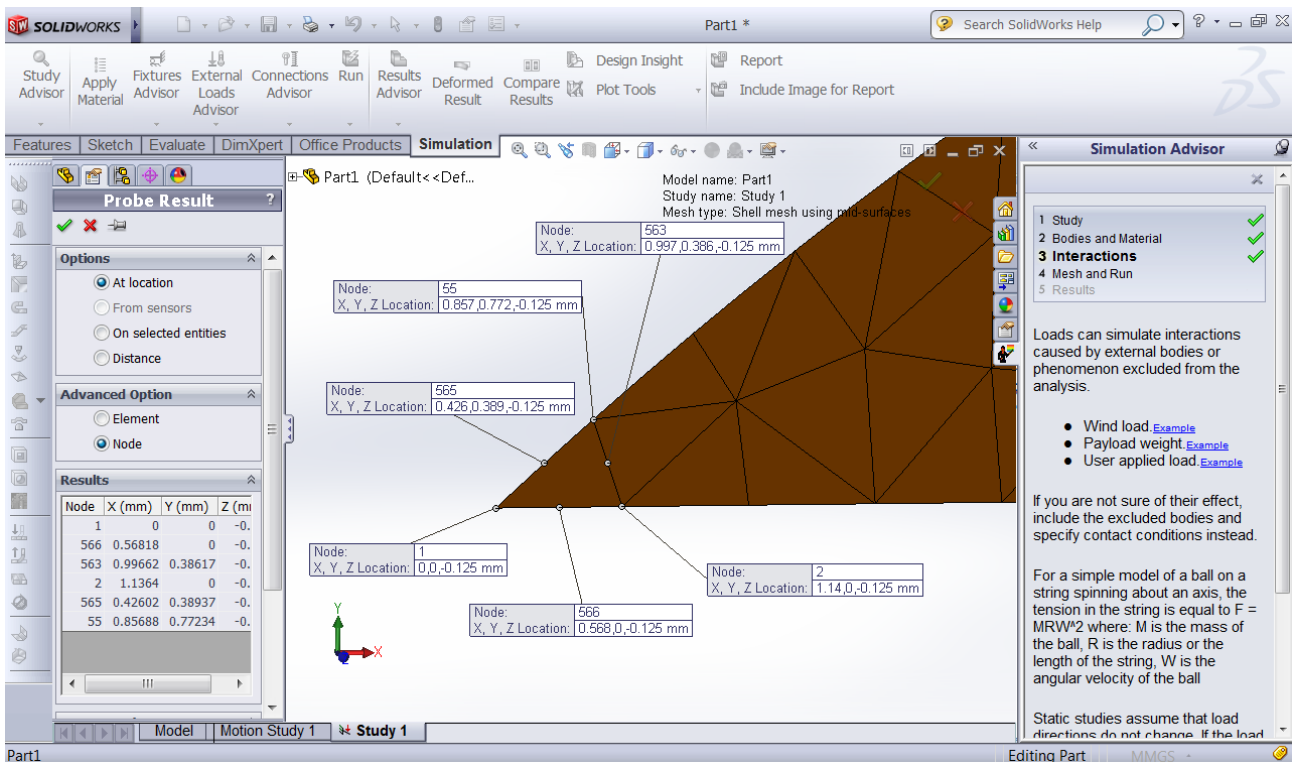 SOLIDWORKS
Part1 *
Search SolidWorks Help
Study Advisor
Apply Material
Fixtures Advisor
External Loads Advisor
Connections Advisor
Run
Results Advisor
Deformed Result
Compare Results
Design Insight
Plot Tools
Report
Include Image for Report
Features Sketch Evaluate DimXpert Office Products Simulation
Probe Result ?
Options
At location
From sensors
On selected entities
Distance
Advanced Option
Element
Node
Results
Node X (mm) Y (mm) Z (m
1 0 0 -0.
566 0.56818 0 -0.
563 0.99662 0.38617 -0.
2 1.1364 0 -0.
565 0.42602 0.38937 -0.
55 0.85688 0.77234 -0.
Part1 (Default<<Def...
Model name: Part1
Study name: Study 1
Mesh type: Shell mesh using mid-surfaces
Node: 563
X, Y, Z Location: 0.997,0.386,-0.125 mm
Node: 55
X, Y, Z Location: 0.857,0.772,-0.125 mm
Node: 565
X, Y, Z Location: 0.426,0.389,-0.125 mm
Node: 1
X, Y, Z Location: 0,0,-0.125 mm
Node: 2
X, Y, Z Location: 1.14,0,-0.125 mm
Node: 566
X, Y, Z Location: 0.568,0,-0.125 mm
Y
X
Simulation Advisor
1 Study
2 Bodies and Material
3 Interactions
4 Mesh and Run
5 Results
Loads can simulate interactions
caused by external bodies or
phenomenon excluded from the
analysis.
● Wind load.Example
● Payload weight.Example
● User applied load.Example
If you are not sure of their effect,
include the excluded bodies and
specify contact conditions instead.
For a simple model of a ball on a
string spinning about an axis, the
tension in the string is equal to F =
MRW^2 where: M is the mass of
the ball, R is the radius or the
length of the string, W is the
angular velocity of the ball
Static studies assume that load
directions do not change. If the load
Model Motion Study 1 Study 1
Part1
Editing Part
MMGS